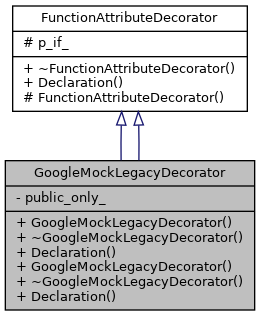 FunctionAttributeDecorator
# p_if_
+ ~FunctionAttributeDecorator()
+ Declaration()
# FunctionAttributeDecorator()
GoogleMockLegacyDecorator
- public_only_
+ GoogleMockLegacyDecorator()
+ ~GoogleMockLegacyDecorator()
+ Declaration()
+ GoogleMockLegacyDecorator()
+ ~GoogleMockLegacyDecorator()
+ Declaration()